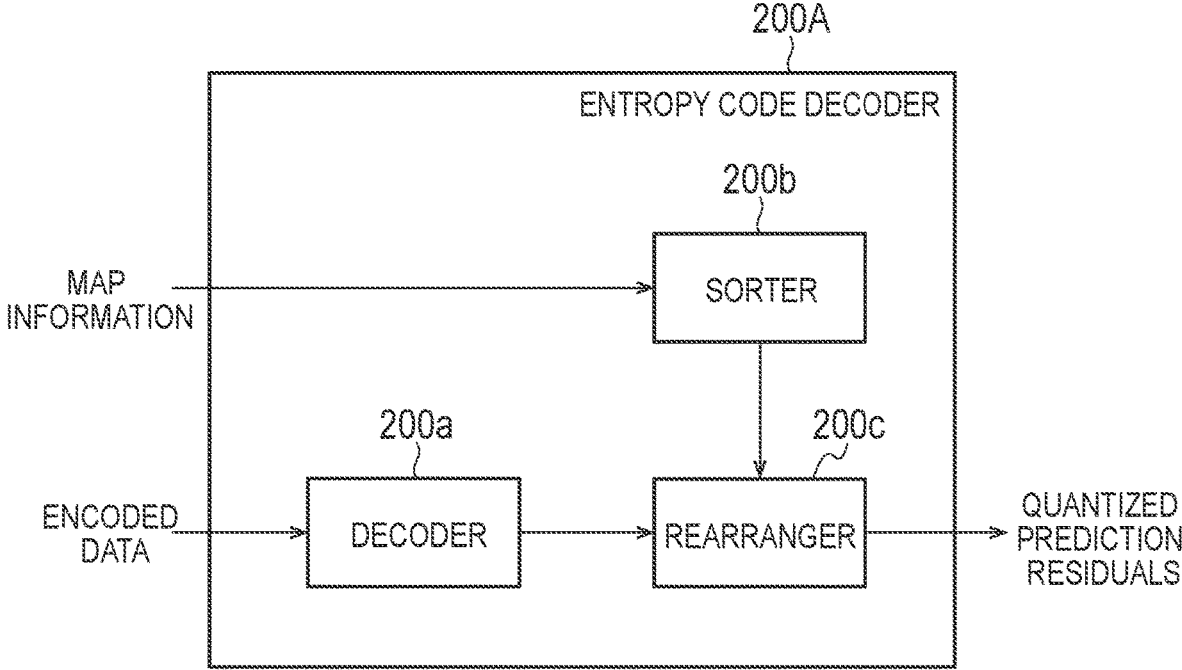 200A
ENTROPY CODE DECODER
200b
MAP
INFORMATION
SORTER
200a
200c
ENCODED
DATA
DECODER
REARRANGER
QUANTIZED
PREDICTION
RESIDUALS